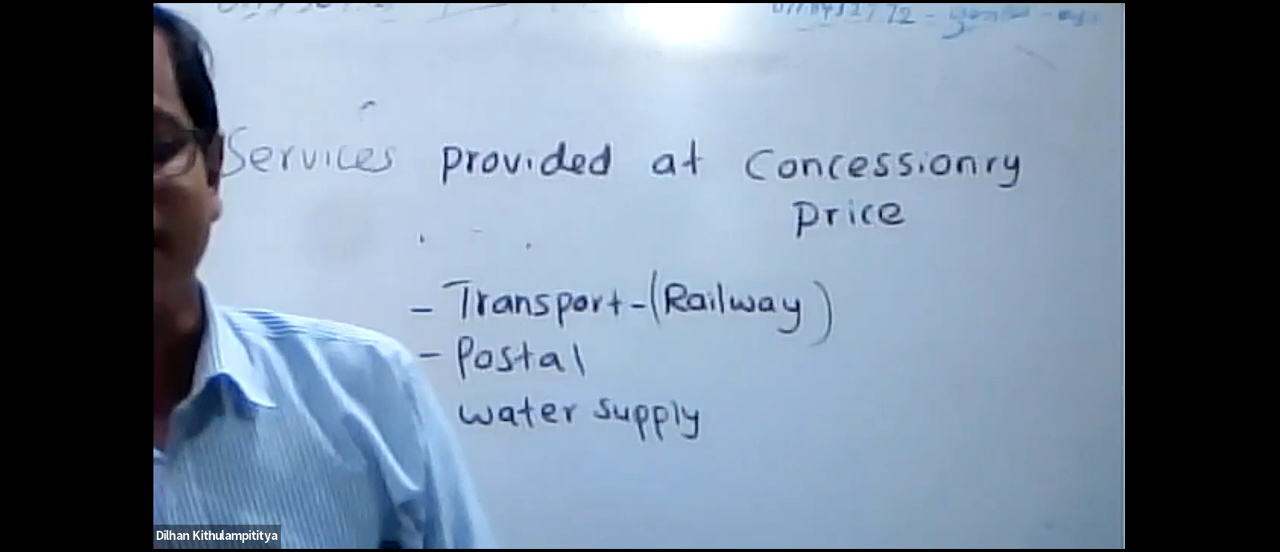 Services provided at Concessionry
price
- Transport - (Railway)
- Postal
water supply
Dilhan Kithulampititya